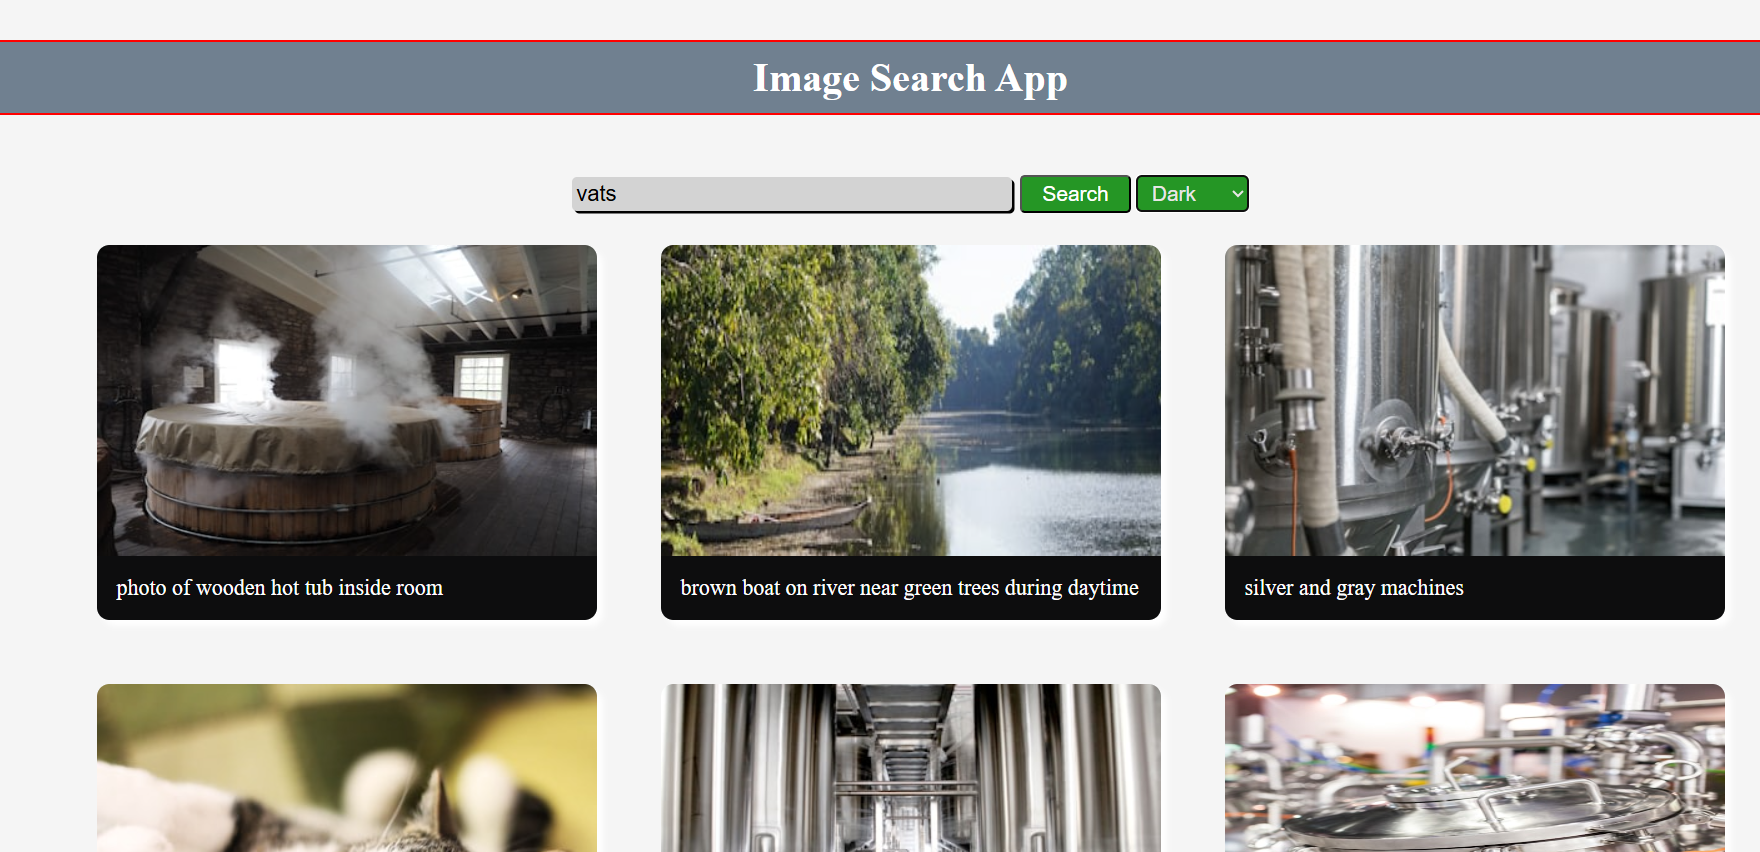 Image Search App
vats
Search
Dark
photo of wooden hot tub inside room
brown boat on river near green trees during daytime
silver and gray machines